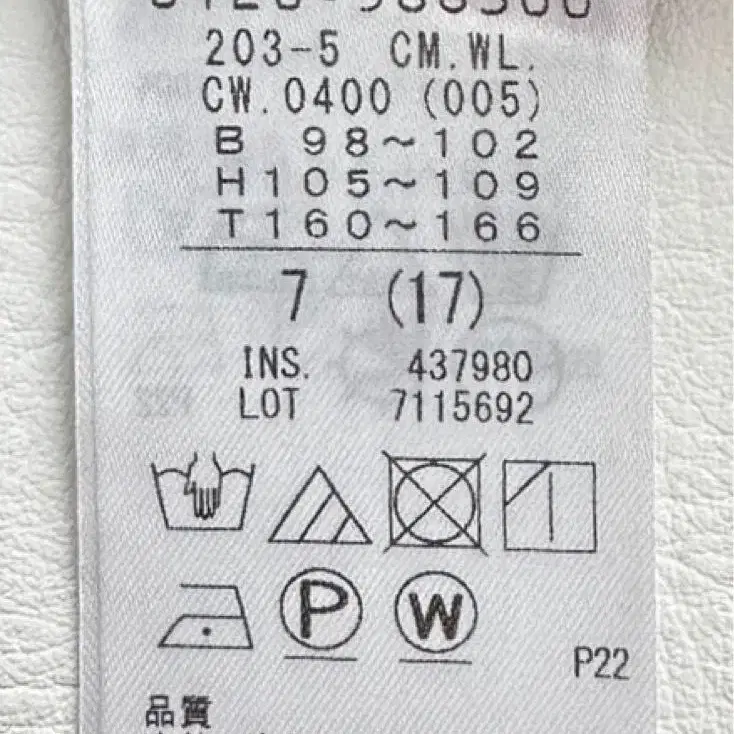 203-5 CM.WL.
CW.0400 (005)
B 98~102
H105~109
T160~166
7 (17)
INS. 437980
LOT 7115692
P W
P22
品質